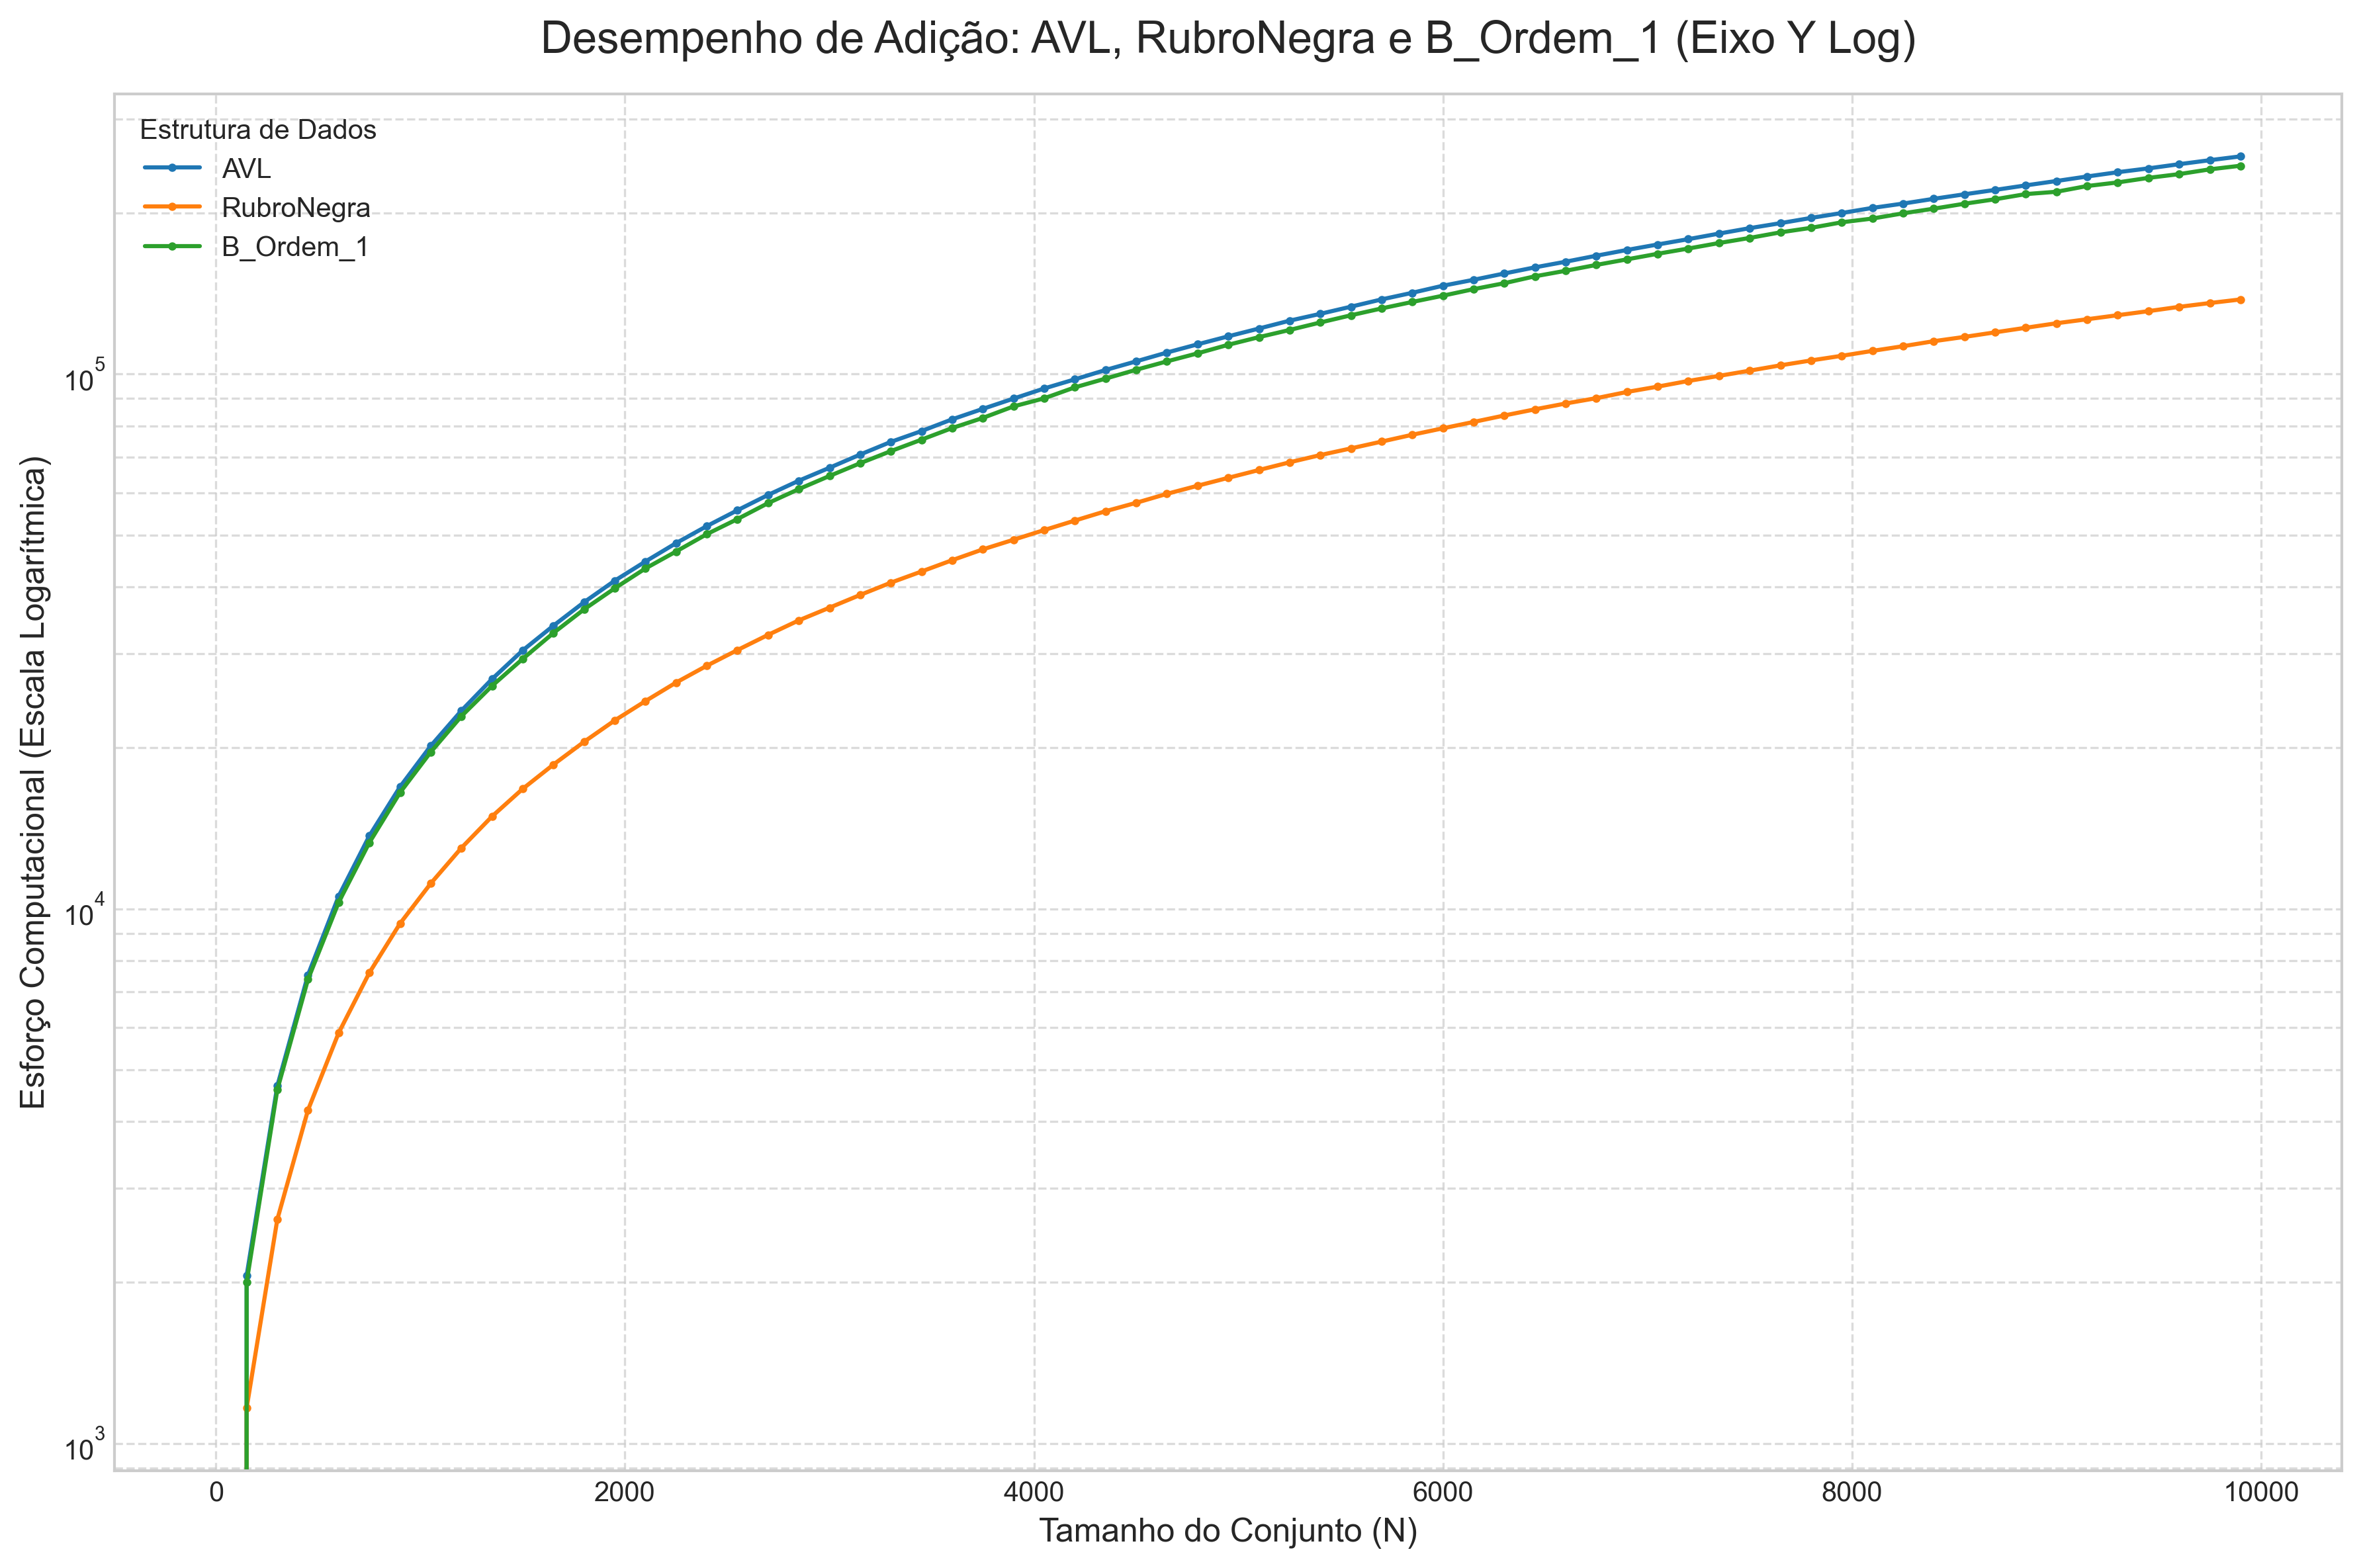 Desempenho de Adição: AVL, RubroNegra e B_Ordem_1 (Eixo Y Log)
Estrutura de Dados
AVL
RubroNegra
B_Ordem_1
Esforço Computacional (Escala Logarítmica)
10^5
10^4
10^3
0
2000
4000
6000
8000
10000
Tamanho do Conjunto (N)